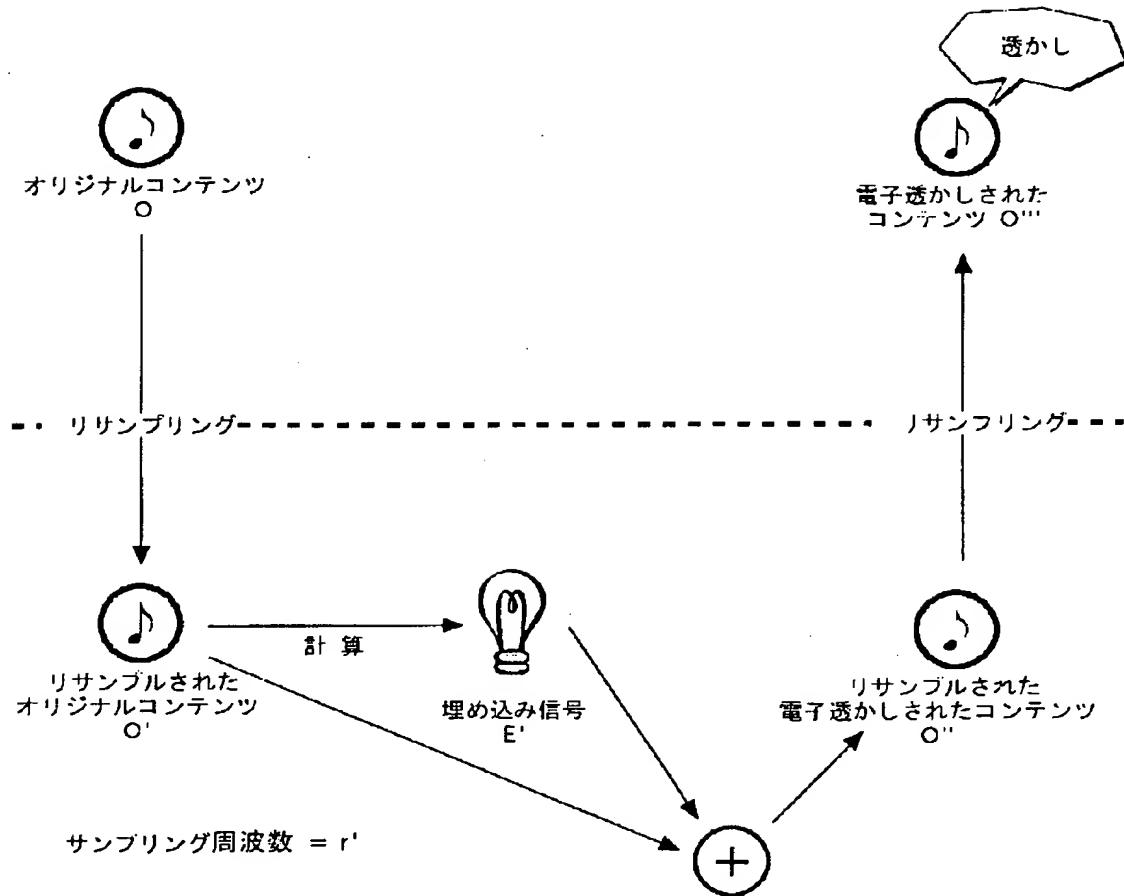 透かし
オリジナルコンテンツ
O
電子透かしされた
コンテンツ O'''
リサンプリング
リサンプリング
計 算
リサンプルされた
オリジナルコンテンツ
O'
埋め込み信号
E'
リサンプルされた
電子透かしされたコンテンツ
O''
サンプリング周波数 = r'
+